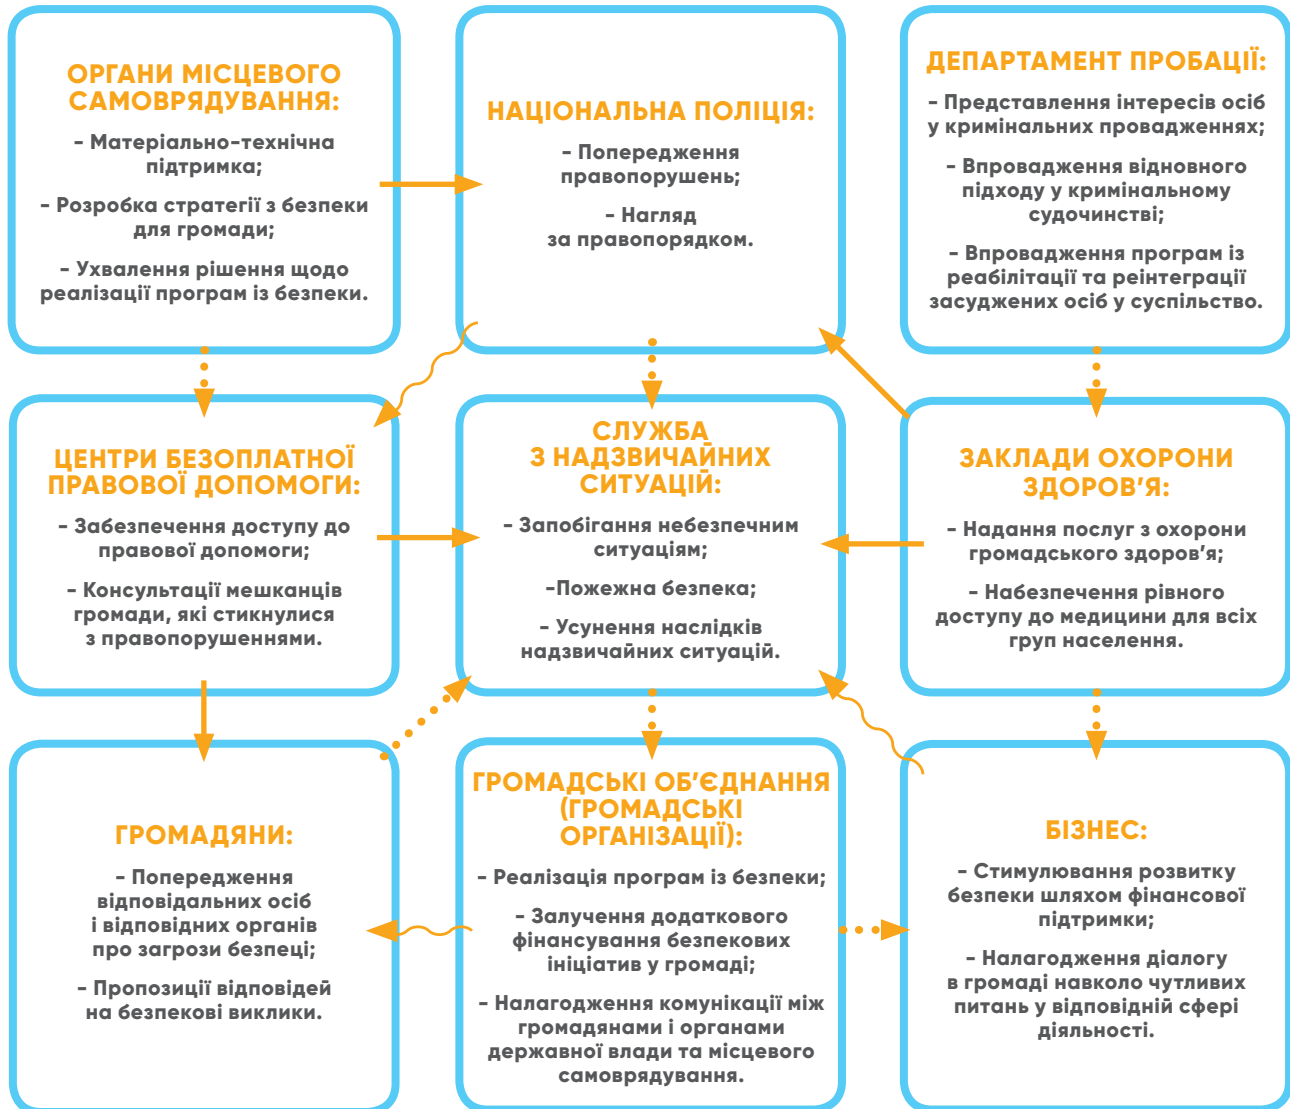 ОРГАНИ МІСЦЕВОГО
САМОВРЯДУВАННЯ:
- Матеріально-технічна
підтримка;
- Розробка стратегії з безпеки
для громади;
- Ухвалення рішення щодо
реалізації програм із безпеки.
НАЦІОНАЛЬНА ПОЛІЦІЯ:
- Попередження
правопорушень;
- Нагляд
за правопорядком.
ДЕПАРТАМЕНТ ПРОБАЦІЇ:
- Представлення інтересів осіб
у кримінальних провадженнях;
- Впровадження відновного
підходу у кримінальному
судочинстві;
- Впровадження програм із
реабілітації та реінтеграції
засуджених осіб у суспільство.
ЦЕНТРИ БЕЗОПЛАТНОЇ
ПРАВОВОЇ ДОПОМОГИ:
- Забезпечення доступу до
правової допомоги;
- Консультації мешканців
громади, які стикнулися
з правопорушеннями.
СЛУЖБА
З НАДЗВИЧАЙНИХ
СИТУАЦІЙ:
- Запобігання небезпечним
ситуаціям;
-Пожежна безпека;
- Усунення наслідків
надзвичайних ситуацій.
ЗАКЛАДИ ОХОРОНИ
ЗДОРОВ’Я:
- Надання послуг з охорони
громадського здоров’я;
- Набезпечення рівного
доступу до медицини для всіх
груп населення.
ГРОМАДЯНИ:
- Попередження
відповідальних осіб
і відповідних органів
про загрози безпеці;
- Пропозиції відповідей
на безпекові виклики.
ГРОМАДСЬКІ ОБ’ЄДНАННЯ
(ГРОМАДСЬКІ
ОРГАНІЗАЦІЇ):
- Реалізація програм із безпеки;
- Залучення додаткового
фінансування безпекових
ініціатив у громаді;
- Налагодження комунікації між
громадянами і органами
державної влади та місцевого
самоврядування.
БІЗНЕС:
- Стимулювання розвитку
безпеки шляхом фінансової
підтримки;
- Налагодження діалогу
в громаді навколо чутливих
питань у відповідній сфері
діяльності.